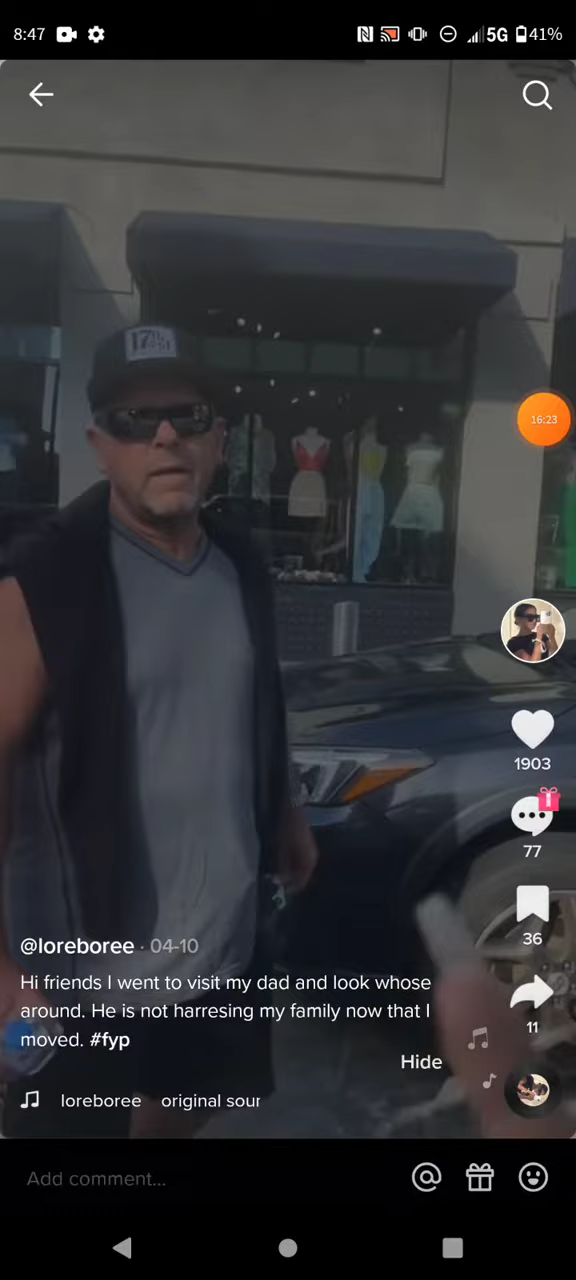 8:47
5G 41%
17
16:23
1903
77
36
11
@loreboree · 04-10
Hi friends I went to visit my dad and look whose
around. He is not harresing my family now that I
moved. #fyp
Hide
loreboree original sour
Add comment...